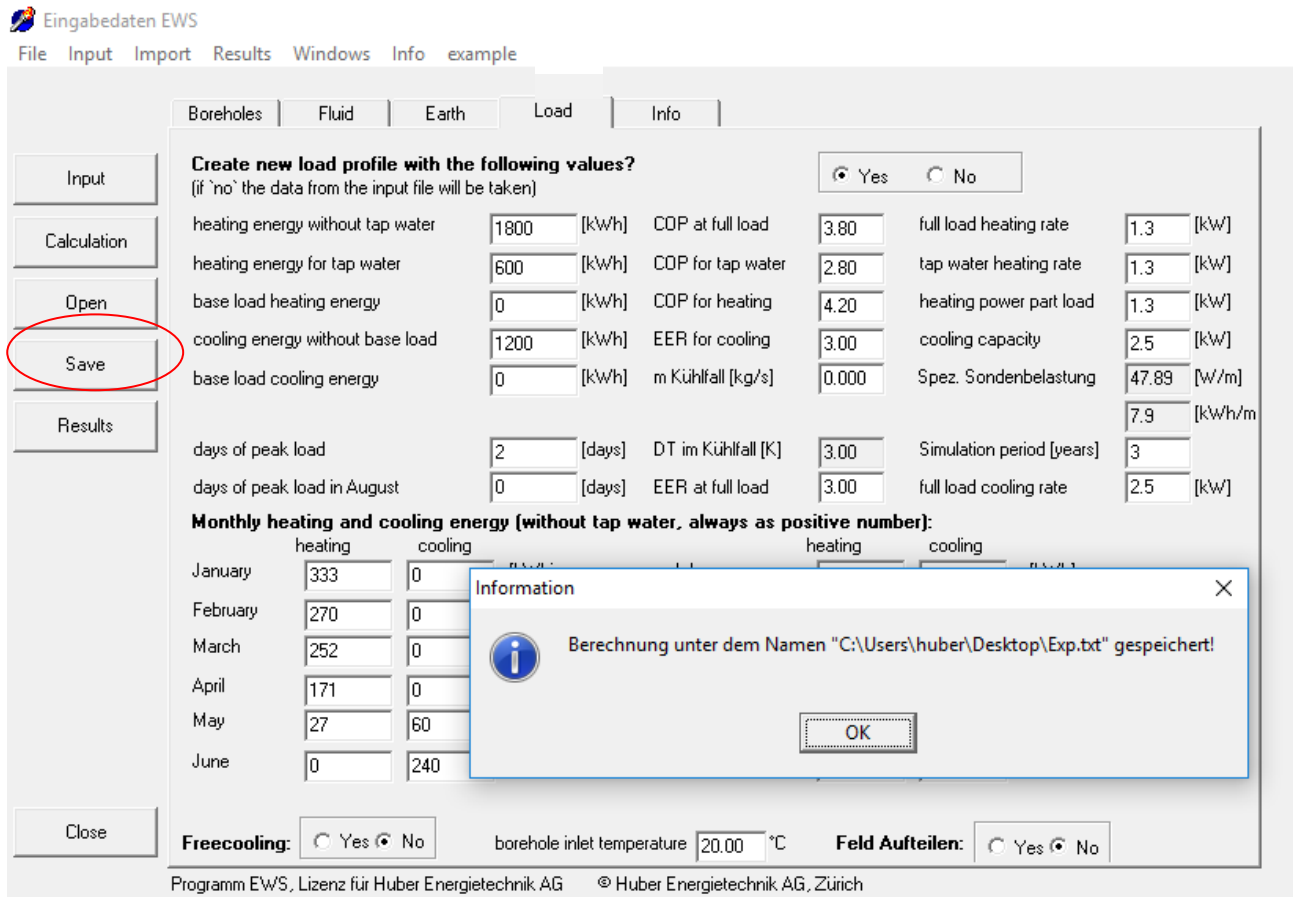 Eingabedaten EWS
File Input Import Results Windows Info example
Boreholes Fluid Earth Load Info
Input
Calculation
Open
Save
Results
Close
Create new load profile with the following values? Yes No
(if `no` the data from the input file will be taken)
heating energy without tap water 1800 [kWh] COP at full load 3.80 full load heating rate 1.3 [kW]
heating energy for tap water 600 [kWh] COP for tap water 2.80 tap water heating rate 1.3 [kW]
base load heating energy 0 [kWh] COP for heating 4.20 heating power part load 1.3 [kW]
cooling energy without base load 1200 [kWh] EER for cooling 3.00 cooling capacity 2.5 [kW]
base load cooling energy 0 [kWh] m Kühlfall [kg/s] 0.000 Spez. Sondenbelastung 47.89 [W/m]
7.9 [kWh/m
days of peak load 2 [days] DT im Kühlfall [K] 3.00 Simulation period [years] 3
days of peak load in August 0 [days] EER at full load 3.00 full load cooling rate 2.5 [kW]
Monthly heating and cooling energy (without tap water, always as positive number):
heating cooling heating cooling
January 333 0
February 270 0
March 252 0
April 171 0
May 27 60
June 0 240
Information
Berechnung unter dem Namen "C:\Users\huber\Desktop\Exp.txt" gespeichert!
OK
Freecooling: Yes No borehole inlet temperature 20.00 °C Feld Aufteilen: Yes No
Programm EWS, Lizenz für Huber Energietechnik AG © Huber Energietechnik AG, Zürich